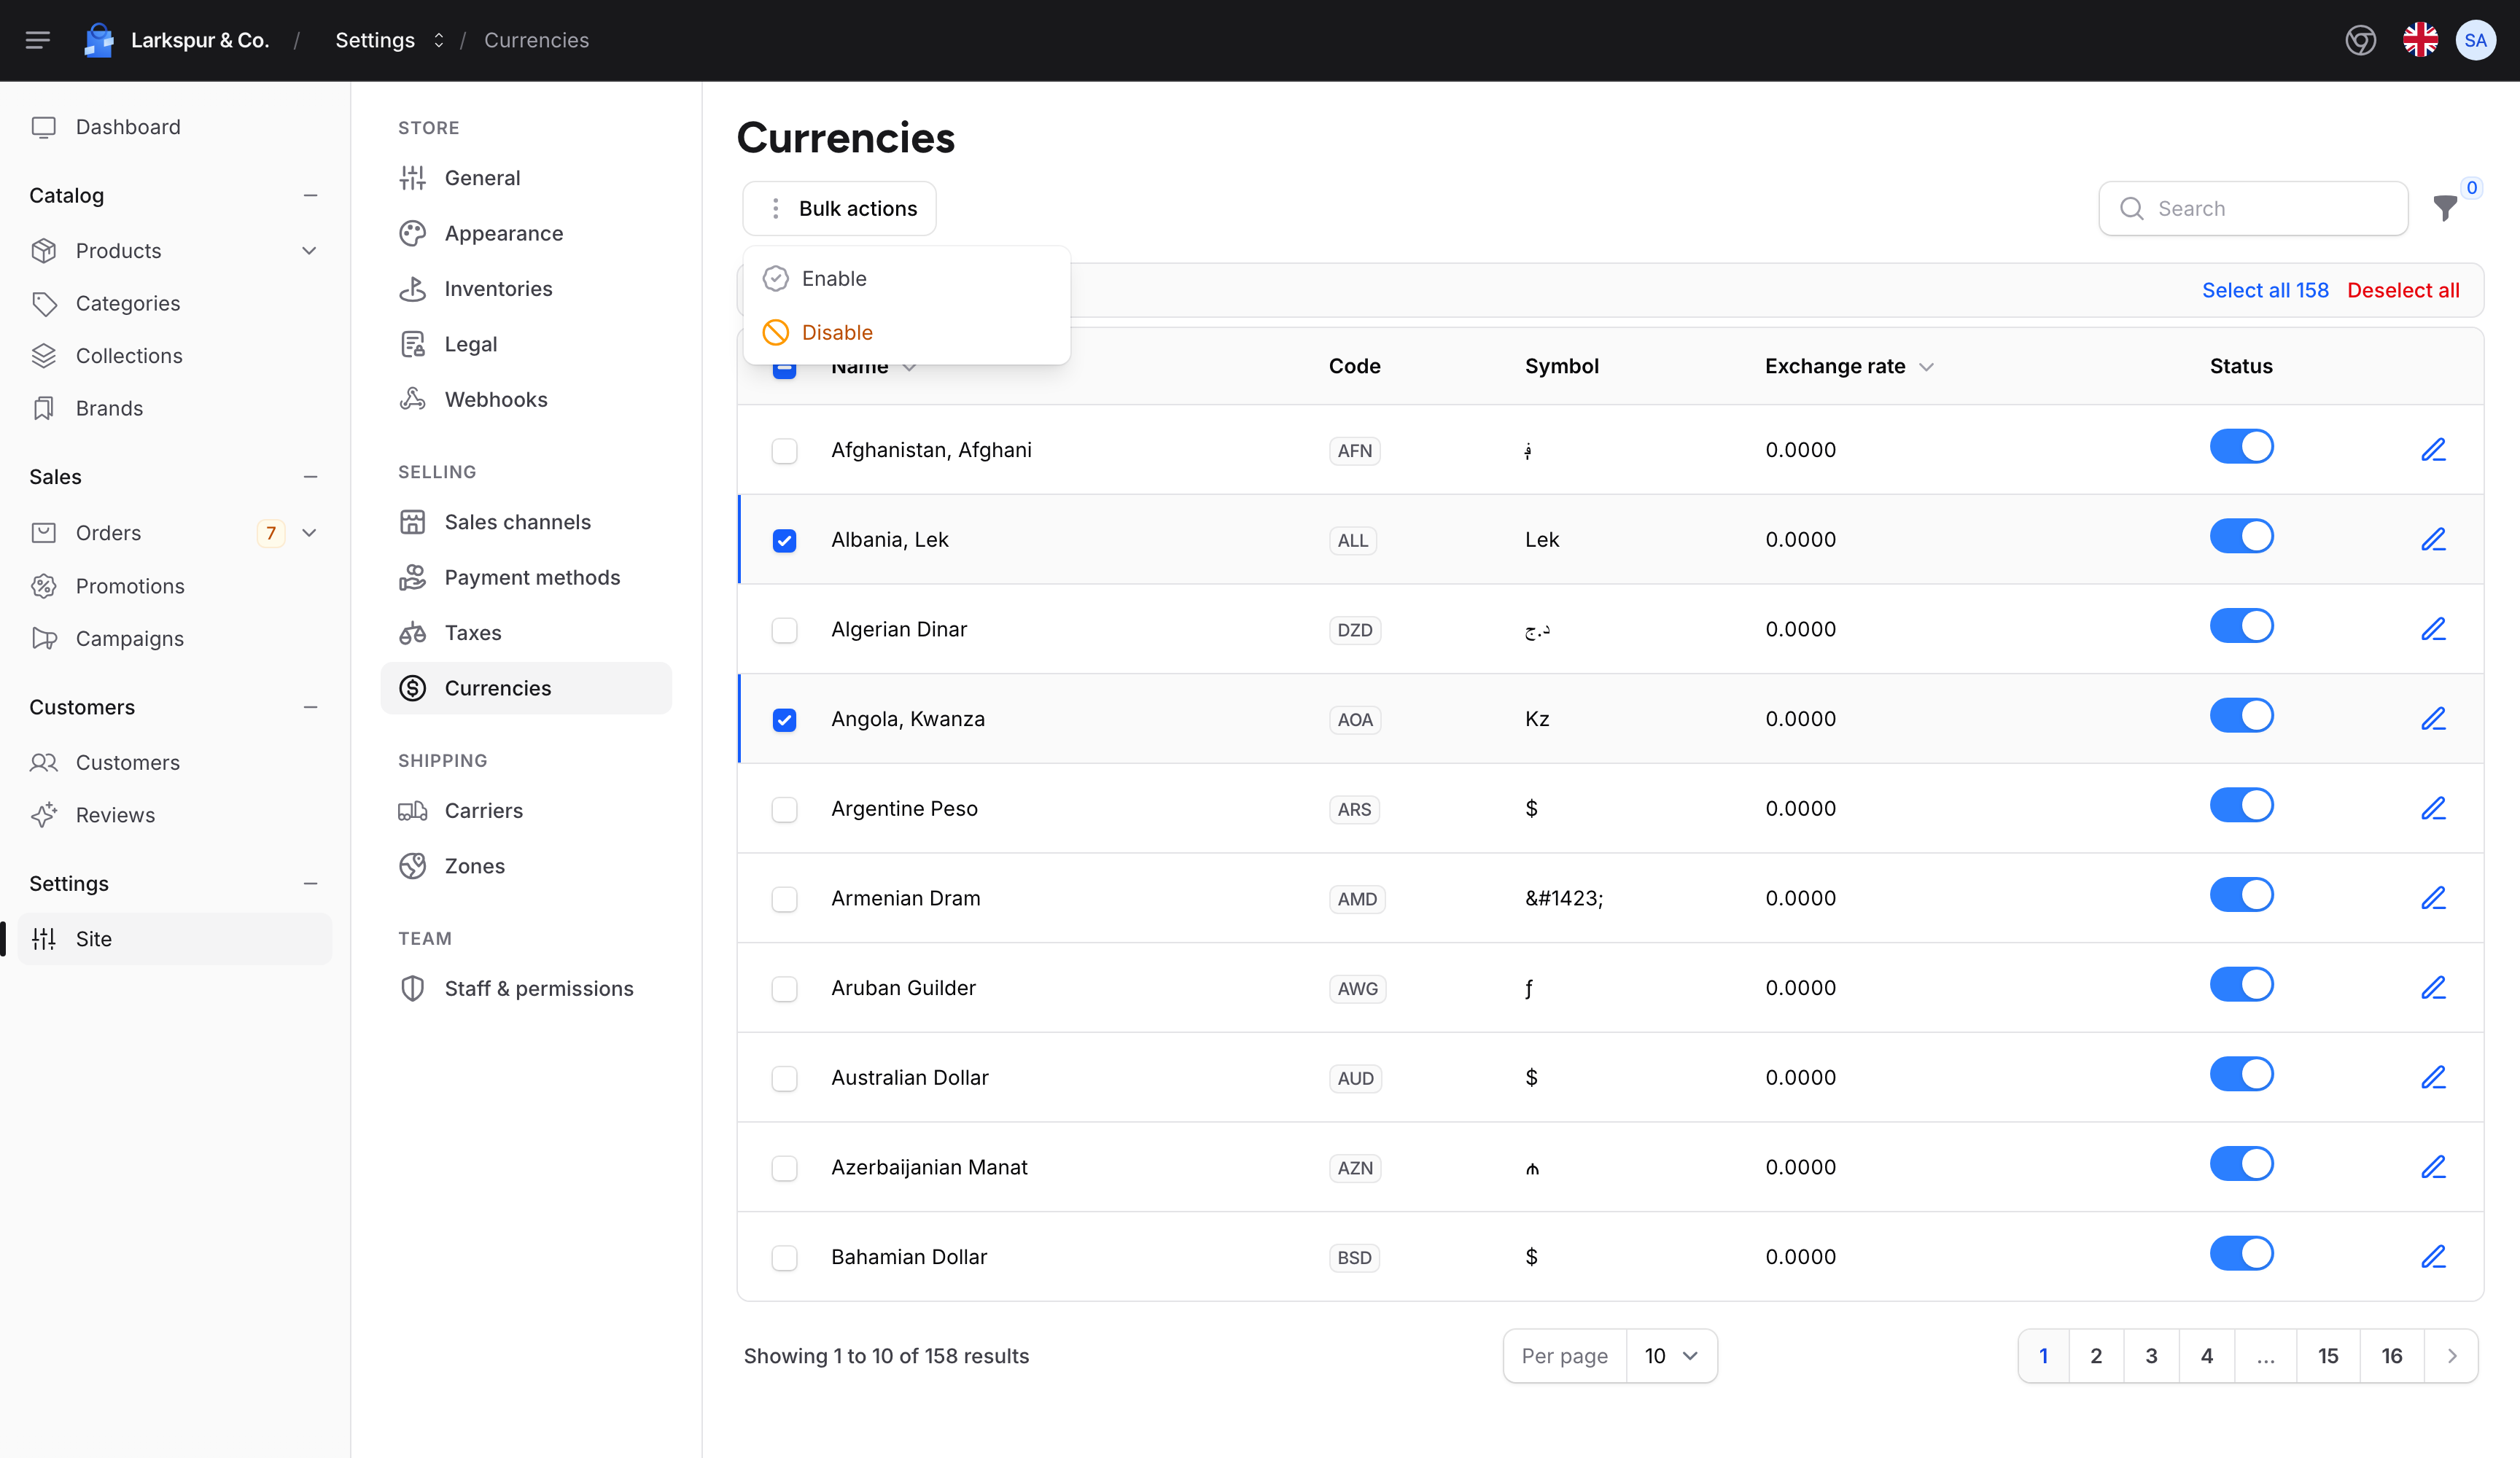 Larkspur & Co. / Settings / Currencies
SA
Dashboard
Catalog
Products
Categories
Collections
Brands
Sales
Orders 7
Promotions
Campaigns
Customers
Customers
Reviews
Settings
Site
STORE
General
Appearance
Inventories
Legal
Webhooks
SELLING
Sales channels
Payment methods
Taxes
Currencies
SHIPPING
Carriers
Zones
TEAM
Staff & permissions
Currencies
Bulk actions
Search
0
Enable
Disable
Select all 158 Deselect all
Name Code Symbol Exchange rate Status
Afghanistan, Afghani AFN ؋ 0.0000
Albania, Lek ALL Lek 0.0000
Algerian Dinar DZD د.ج 0.0000
Angola, Kwanza AOA Kz 0.0000
Argentine Peso ARS $ 0.0000
Armenian Dram AMD &#1423; 0.0000
Aruban Guilder AWG ƒ 0.0000
Australian Dollar AUD $ 0.0000
Azerbaijanian Manat AZN ₼ 0.0000
Bahamian Dollar BSD $ 0.0000
Showing 1 to 10 of 158 results
Per page 10
1 2 3 4 ... 15 16